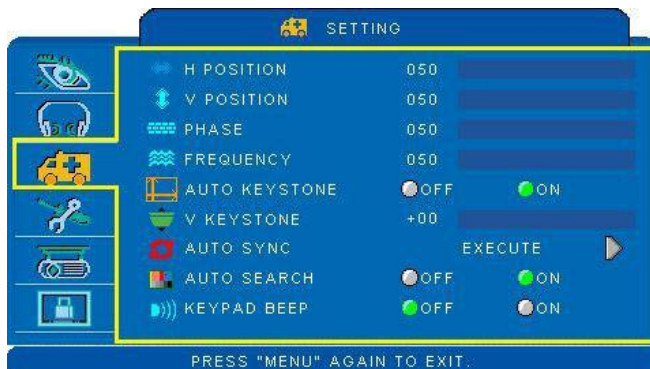 SETTING
H POSITION 050
V POSITION 050
PHASE 050
FREQUENCY 050
AUTO KEYSTONE OFF ON
V KEYSTONE +00
AUTO SYNC EXECUTE
AUTO SEARCH OFF ON
KEYPAD BEEP OFF ON
PRESS "MENU" AGAIN TO EXIT.